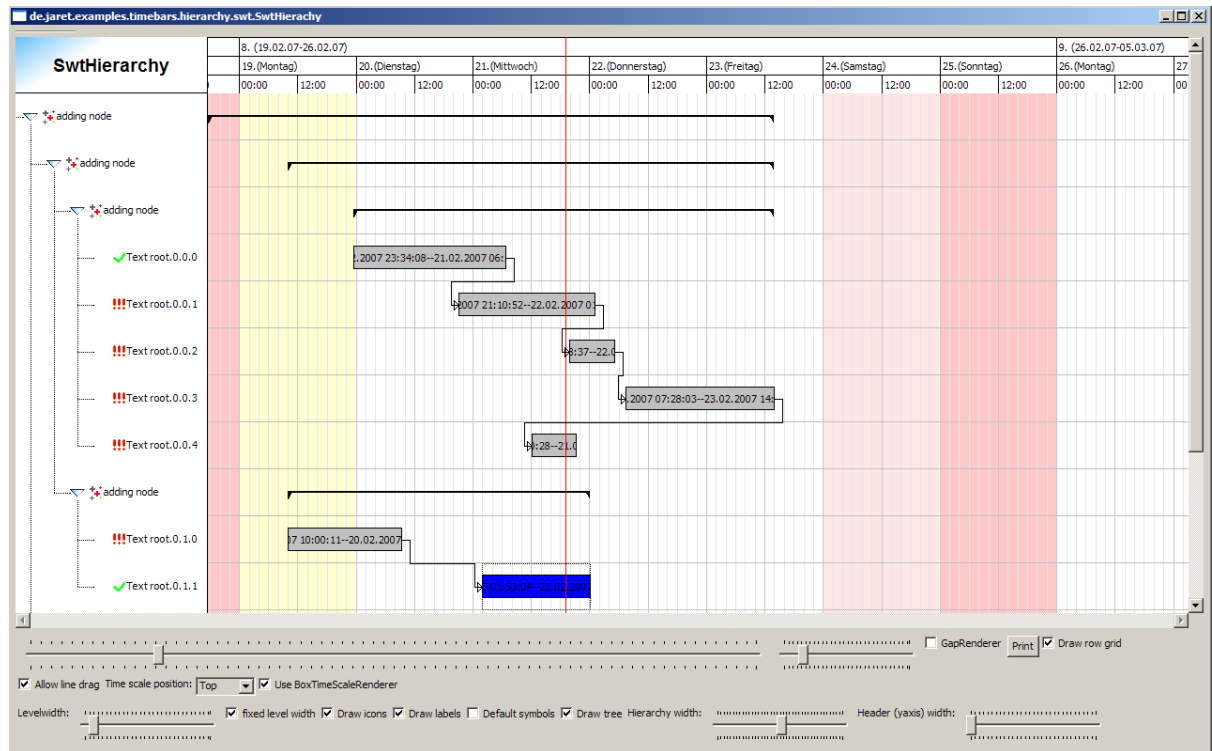 de.jaret.examples.timebars.hierarchy.swt.SwtHierachy
8. (19.02.07-26.02.07) 9. (26.02.07-05.03.07)
SwtHierarchy
19.(Montag) 20.(Dienstag) 21.(Mittwoch) 22.(Donnerstag) 23.(Freitag) 24.(Samstag) 25.(Sonntag) 26.(Montag) 27
00:00 12:00 00:00 12:00 00:00 12:00 00:00 12:00 00:00 12:00 00:00 12:00 00:00 12:00 00:00 12:00 00:
adding node
adding node
adding node
Text root.0.0.0 .2007 23:34:08--21.02.2007 06:
Text root.0.0.1 2007 21:10:52--22.02.2007 0
Text root.0.0.2 :37--22.0
Text root.0.0.3 .2007 07:28:03--23.02.2007 14:
Text root.0.0.4 :28--21.0
adding node
Text root.0.1.0 07 10:00:11--20.02.2007
Text root.0.1.1
GapRenderer Print Draw row grid
Allow line drag Time scale position: Top Use BoxTimeScaleRenderer
Levelwidth: fixed level width Draw icons Draw labels Default symbols Draw tree Hierarchy width: Header (yaxis) width: